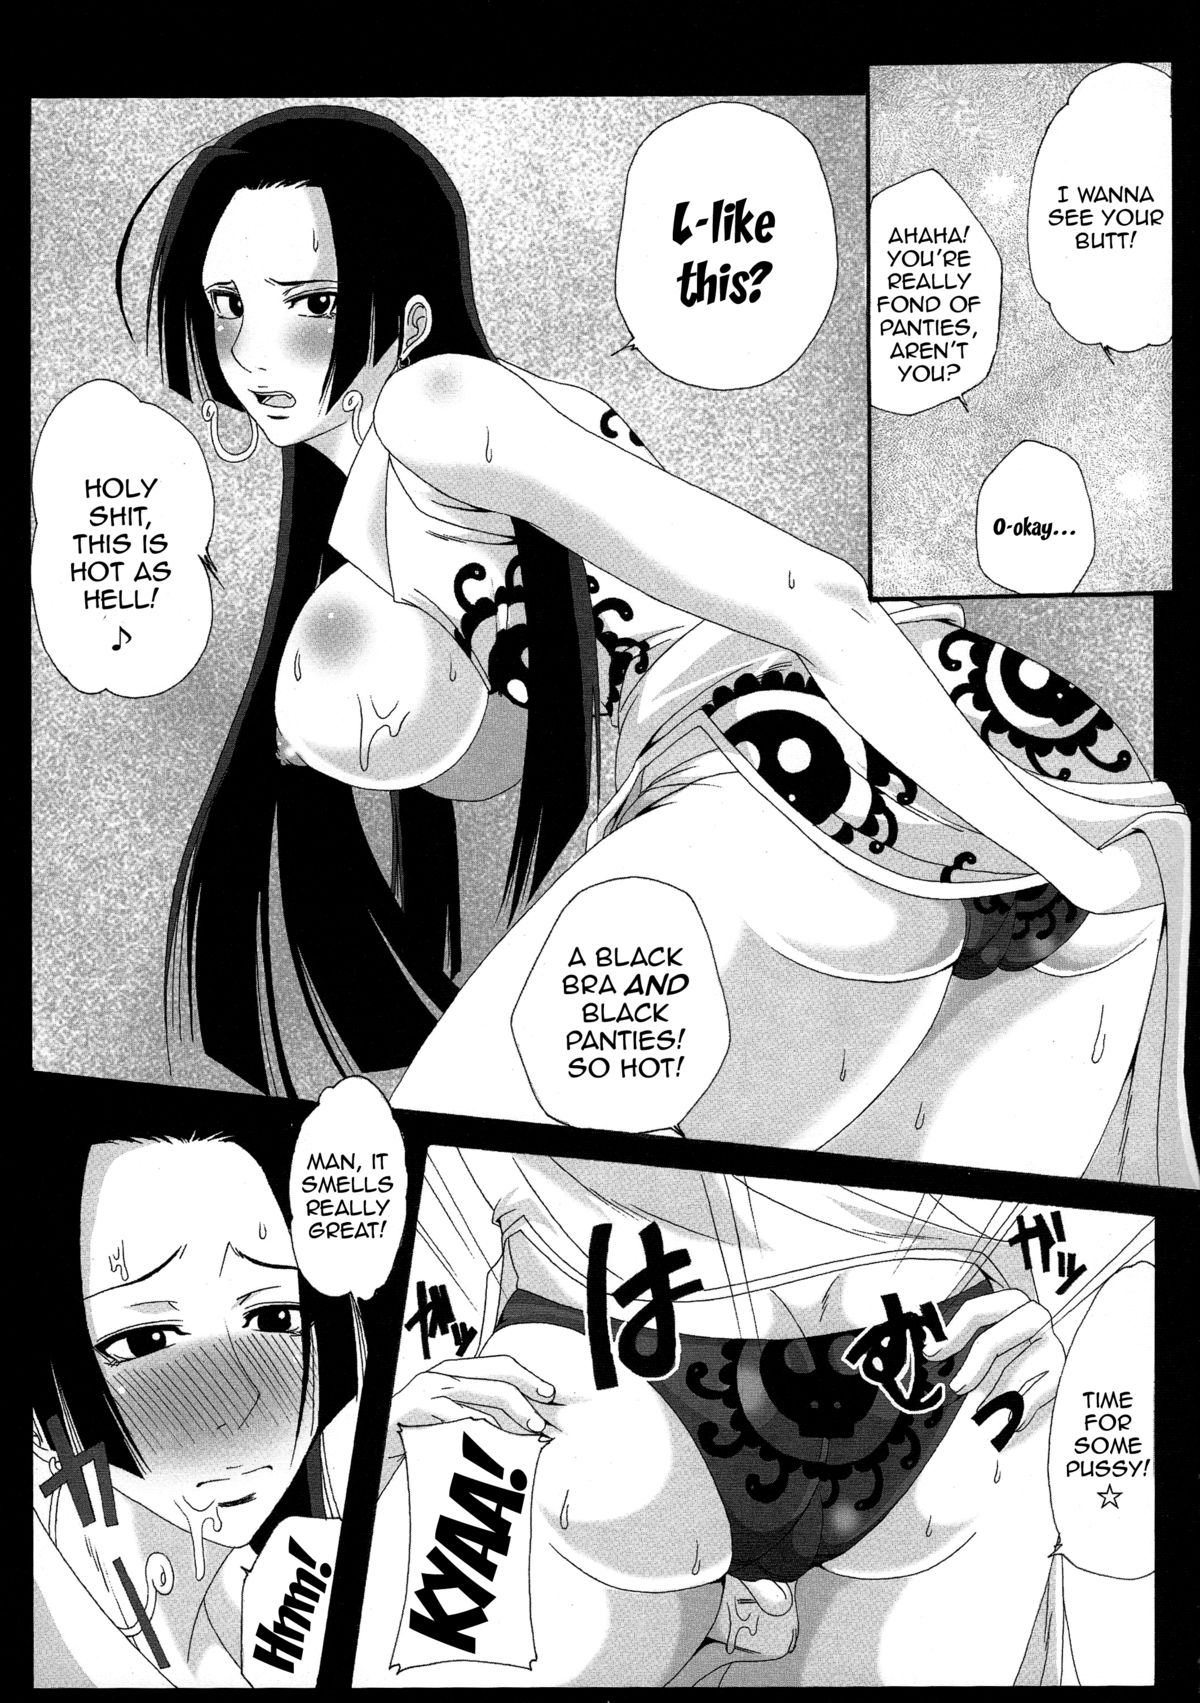 I WANNA
SEE YOUR
BUTT!
AHAHA!
YOU'RE
REALLY
FOND OF
PANTIES,
AREN'T
YOU?
O-okay...
L-like
this?
HOLY
SHIT,
THIS IS
HOT AS
HELL!
♪
A BLACK
BRA AND
BLACK
PANTIES!
SO HOT!
TIME
FOR
SOME
PUSSY!
☆
ガッ
ガッ
はむっ
KYAA!
MAN, IT
SMELLS
REALLY
GREAT!
Hnm!